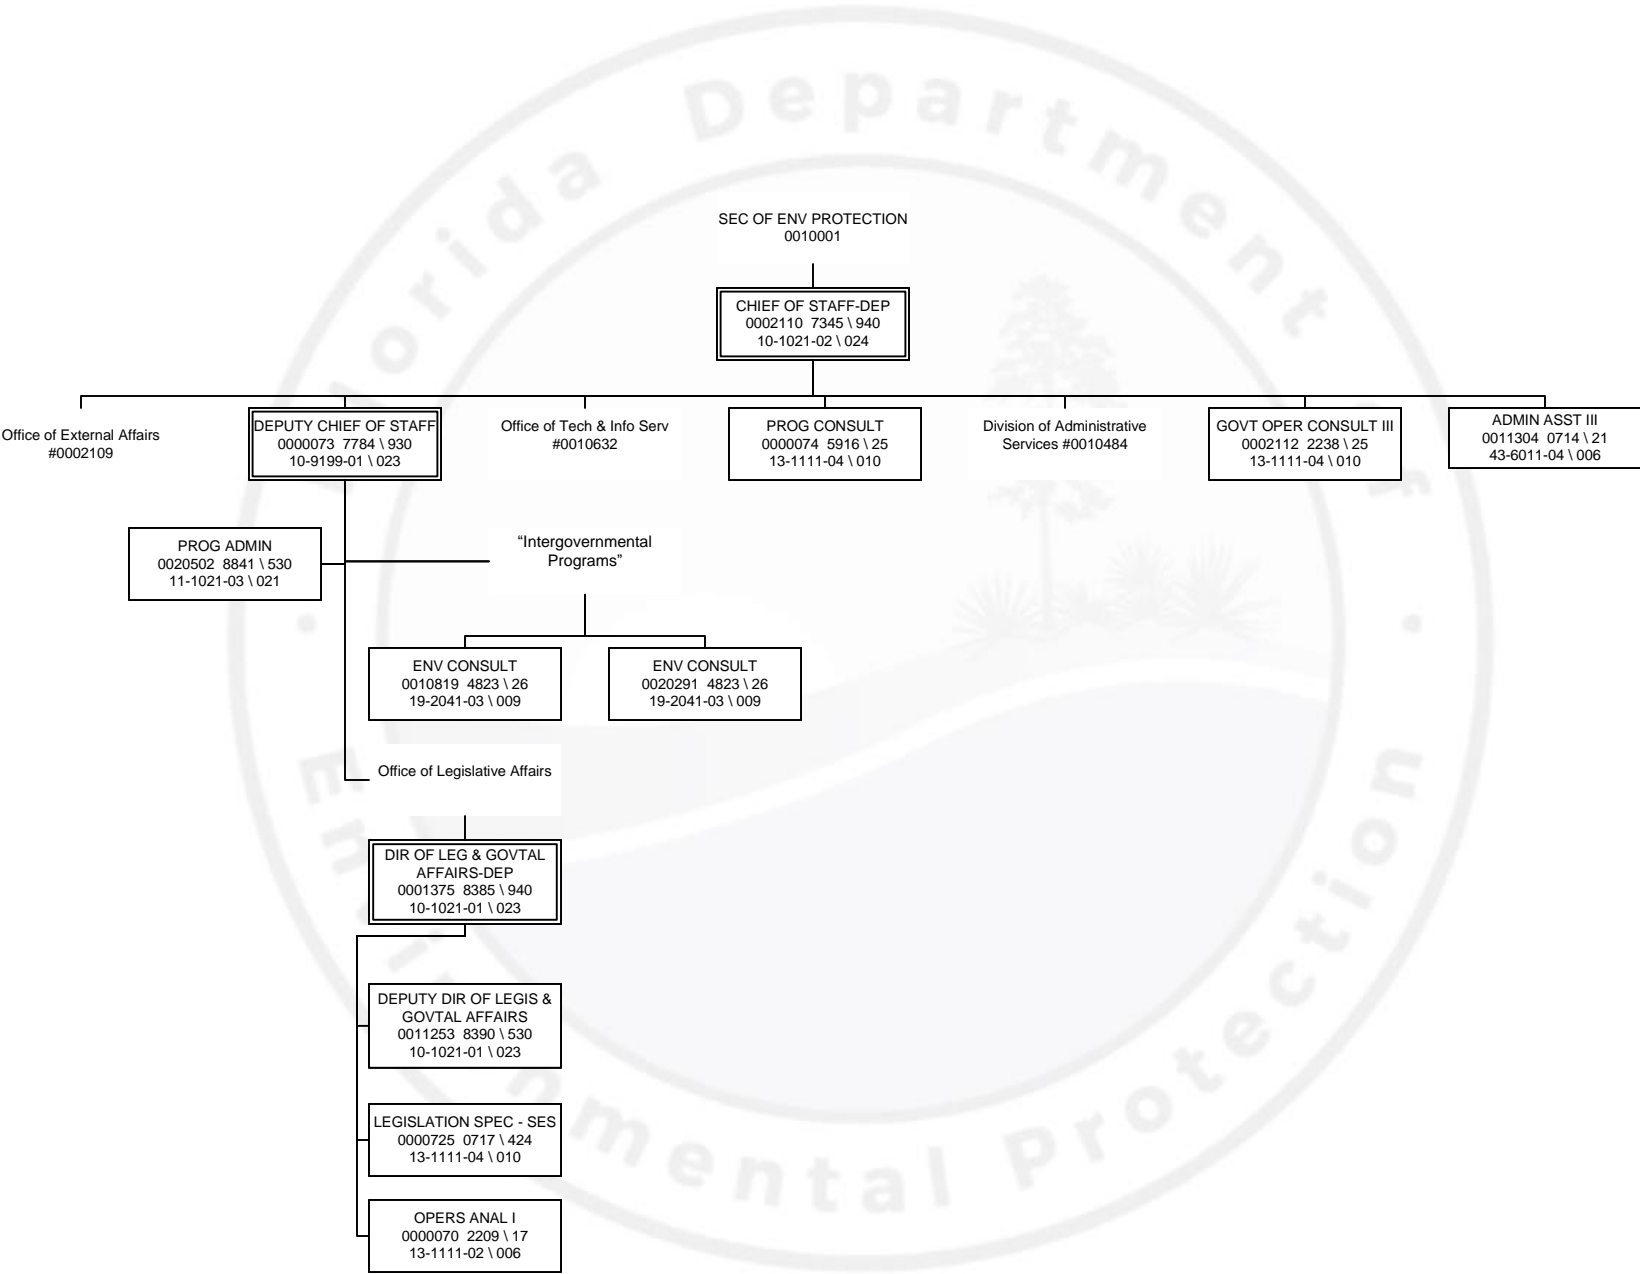 Florida Department of Environmental Protection
SEC OF ENV PROTECTION
0010001
CHIEF OF STAFF-DEP
0002110 7345 \ 940
10-1021-02 \ 024
Office of External Affairs
#0002109
DEPUTY CHIEF OF STAFF
0000073 7784 \ 930
10-9199-01 \ 023
Office of Tech & Info Serv
#0010632
PROG CONSULT
0000074 5916 \ 25
13-1111-04 \ 010
Division of Administrative
Services #0010484
GOVT OPER CONSULT III
0002112 2238 \ 25
13-1111-04 \ 010
ADMIN ASST III
0011304 0714 \ 21
43-6011-04 \ 006
PROG ADMIN
0020502 8841 \ 530
11-1021-03 \ 021
“Intergovernmental
Programs”
ENV CONSULT
0010819 4823 \ 26
19-2041-03 \ 009
ENV CONSULT
0020291 4823 \ 26
19-2041-03 \ 009
Office of Legislative Affairs
DIR OF LEG & GOVTAL
AFFAIRS-DEP
0001375 8385 \ 940
10-1021-01 \ 023
DEPUTY DIR OF LEGIS &
GOVTAL AFFAIRS
0011253 8390 \ 530
10-1021-01 \ 023
LEGISLATION SPEC - SES
0000725 0717 \ 424
13-1111-04 \ 010
OPERS ANAL I
0000070 2209 \ 17
13-1111-02 \ 006